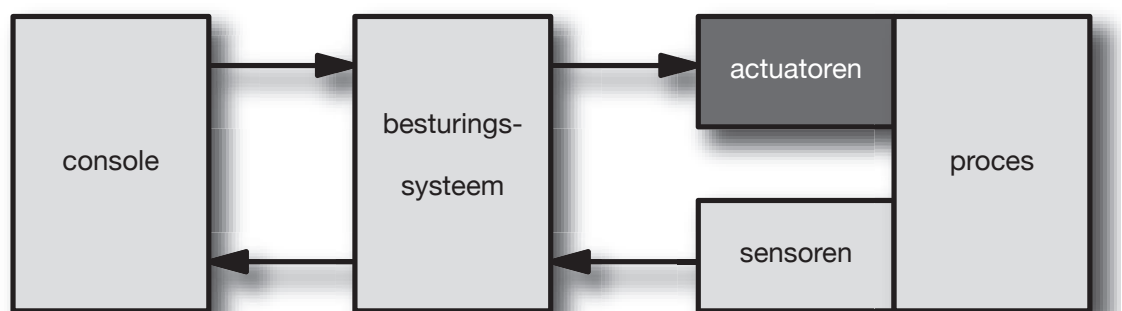 console
besturings-
systeem
actuatoren
sensoren
proces